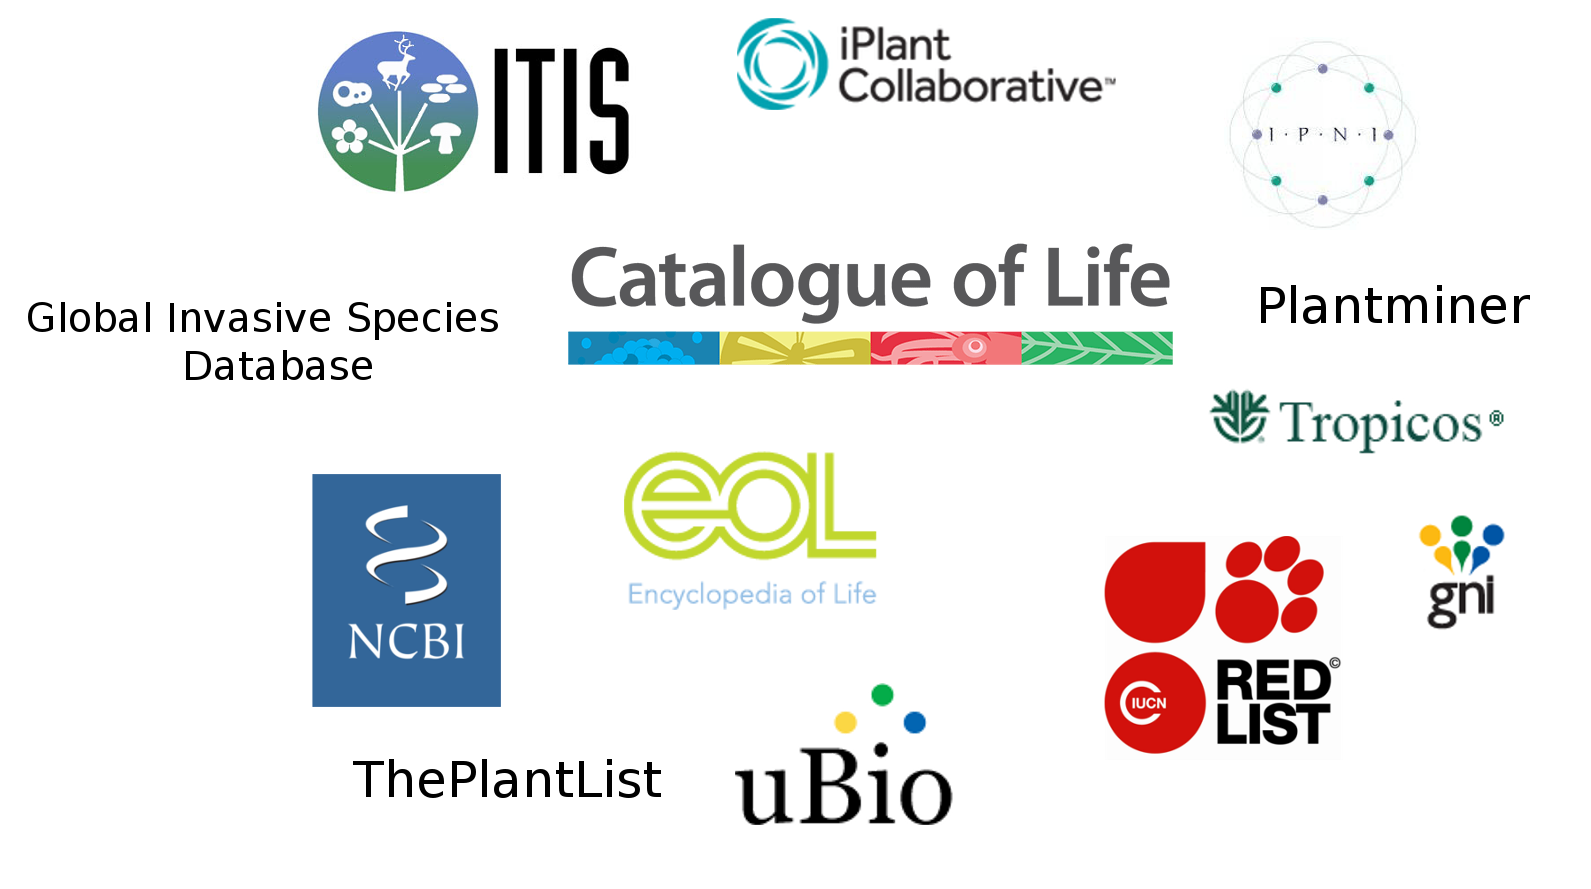 ITIS
iPlant
Collaborative™
I·P·N·I
Catalogue of Life
Global Invasive Species
Database
Plantminer
Tropicos®
eOL
Encyclopedia of Life
NCBI
gni
IUCN
RED©
LIST
ThePlantList
uBio